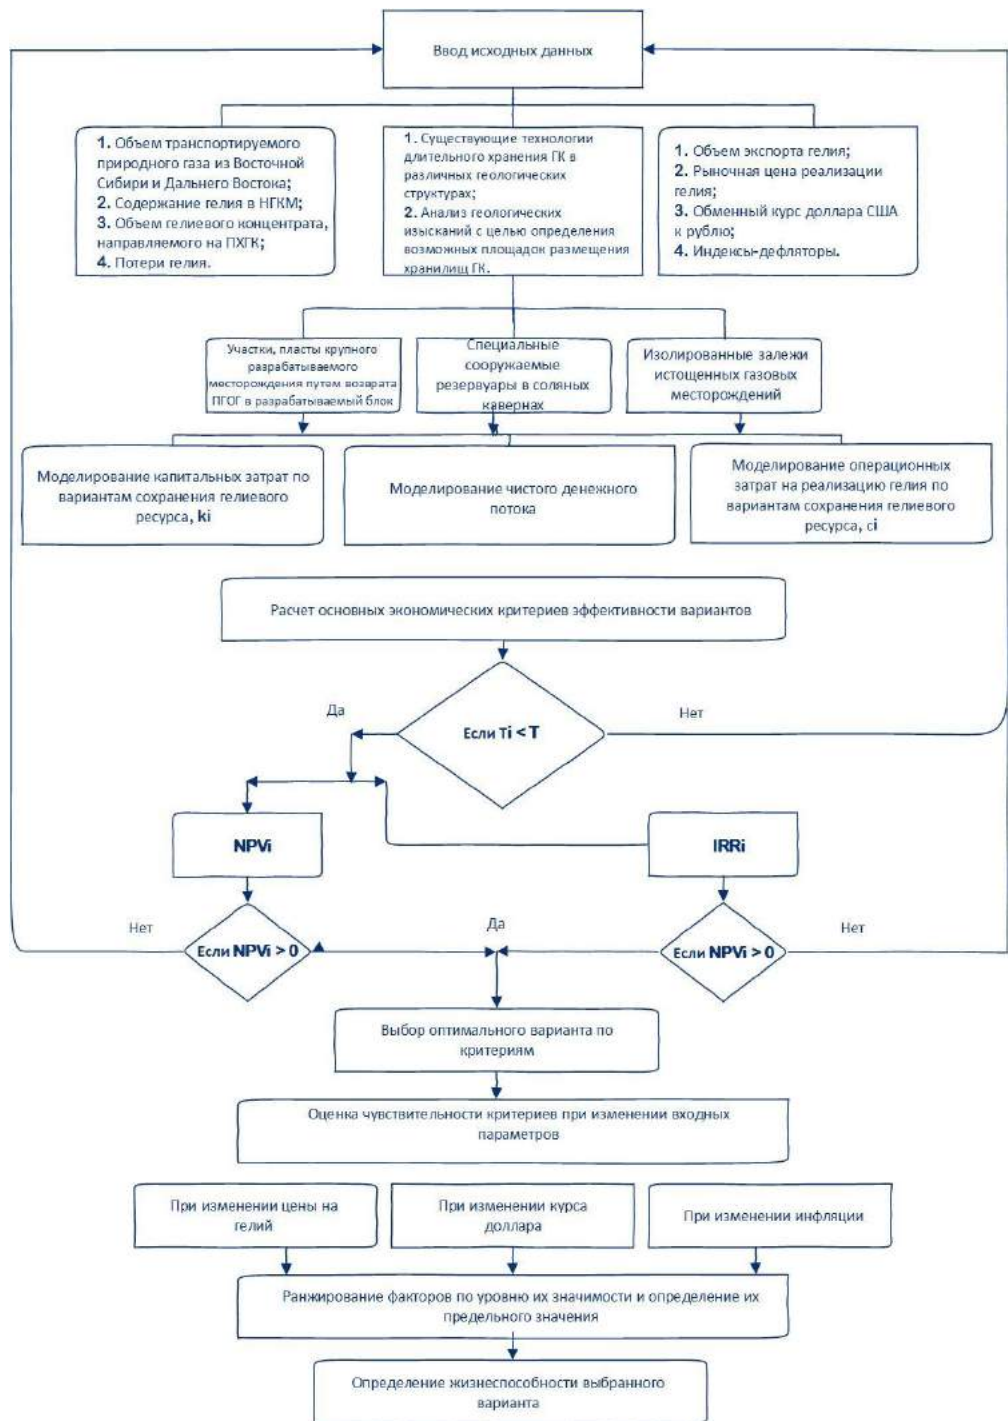 Ввод исходных данных
1. Объем транспортируемого
природного газа из Восточной
Сибири и Дальнего Востока;
2. Содержание гелия в НГКМ;
3. Объем гелиевого концентрата,
направляемого на ПХГК;
4. Потери гелия.
1. Существующие технологии
длительного хранения ГК в
различных геологических
структурах;
2. Анализ геологических
изысканий с целью определения
возможных площадок размещения
хранилищ ГК.
1. Объем экспорта гелия;
2. Рыночная цена реализации
гелия;
3. Обменный курс доллара США
к рублю;
4. Индексы-дефляторы.
Участки, пласты крупного
разрабатываемого
месторождения путем возврата
ПГОГ в разрабатываемый блок
Специальные
сооружаемые
резервуары в соляных
кавернах
Изолированные залежи
истощенных газовых
месторождений
Моделирование капитальных затрат по
вариантам сохранения гелиевого
ресурса, ki
Моделирование чистого денежного
потока
Моделирование операционных
затрат на реализацию гелия по
вариантам сохранения гелиевого
ресурса, ci
Расчет основных экономических критериев эффективности вариантов
Да
Если Ti < T
Нет
NPVi
IRRi
Нет
Если NPVi > 0
Да
Если NPVi > 0
Нет
Выбор оптимального варианта по
критериям
Оценка чувствительности критериев при изменении входных
параметров
При изменении цены на
гелий
При изменении курса
доллара
При изменении инфляции
Ранжирование факторов по уровню их значимости и определение их
предельного значения
Определение жизнеспособности выбранного
варианта